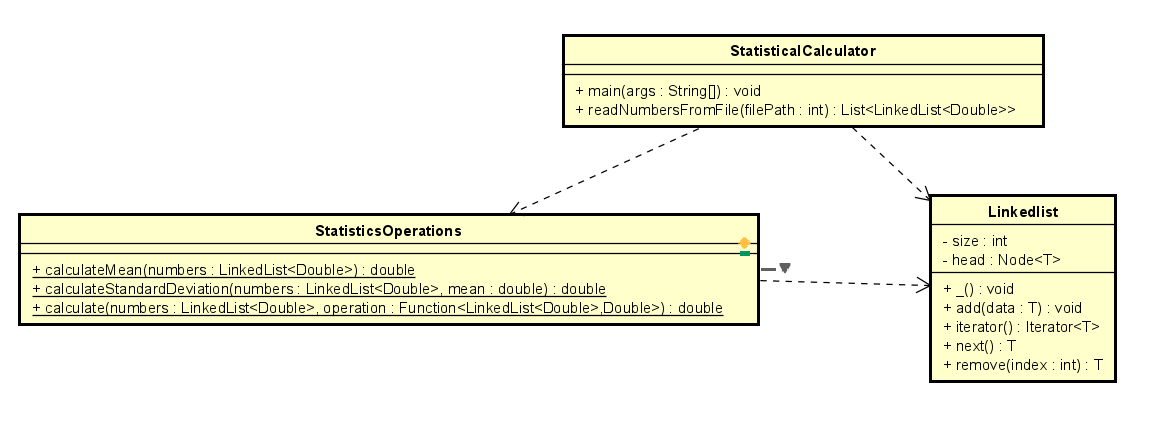 StatisticalCalculator
+ main(args : String[]) : void
+ readNumbersFromFile(filePath : int) : List<LinkedList<Double>>
StatisticsOperations
+ calculateMean(numbers : LinkedList<Double>) : double
+ calculateStandardDeviation(numbers : LinkedList<Double>, mean : double) : double
+ calculate(numbers : LinkedList<Double>, operation : Function<LinkedList<Double>,Double>) : double
Linkedlist
- size : int
- head : Node<T>
+ _() : void
+ add(data : T) : void
+ iterator() : Iterator<T>
+ next() : T
+ remove(index : int) : T